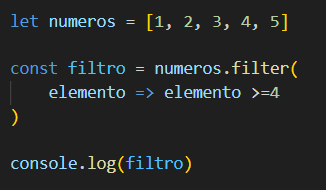 let numeros = [1, 2, 3, 4, 5]
const filtro = numeros.filter(
elemento => elemento >=4
)
console.log(filtro)